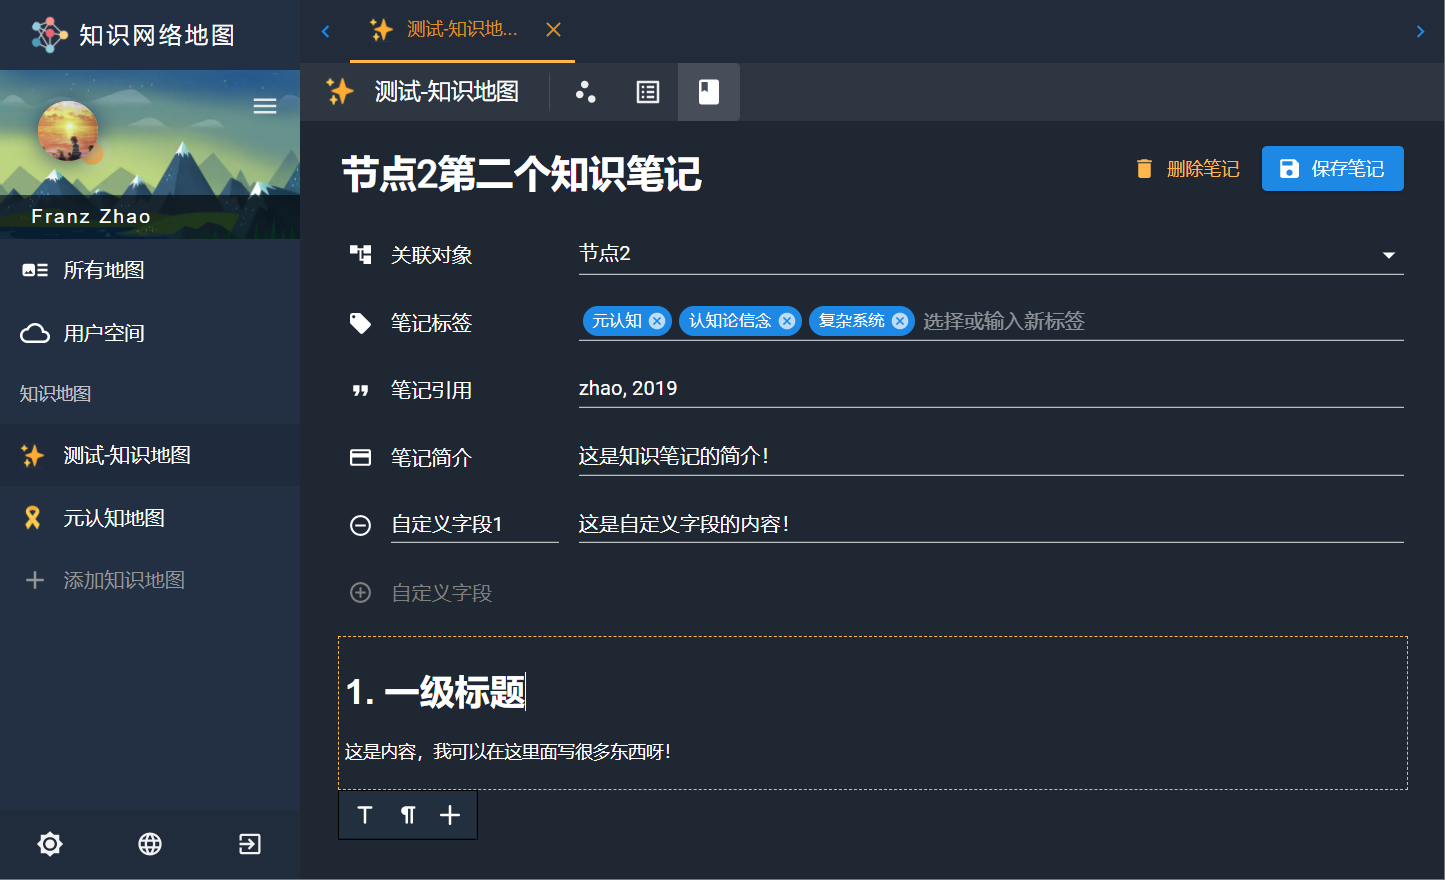 知识网络地图
测试-知识地...
测试-知识地图
Franz Zhao
所有地图
用户空间
知识地图
测试-知识地图
元认知地图
添加知识地图
节点2第二个知识笔记
删除笔记
保存笔记
关联对象
节点2
笔记标签
元认知 认知论信念 复杂系统 选择或输入新标签
笔记引用
zhao, 2019
笔记简介
这是知识笔记的简介!
自定义字段1
这是自定义字段的内容!
自定义字段
1. 一级标题
这是内容，我可以在这里面写很多东西呀!